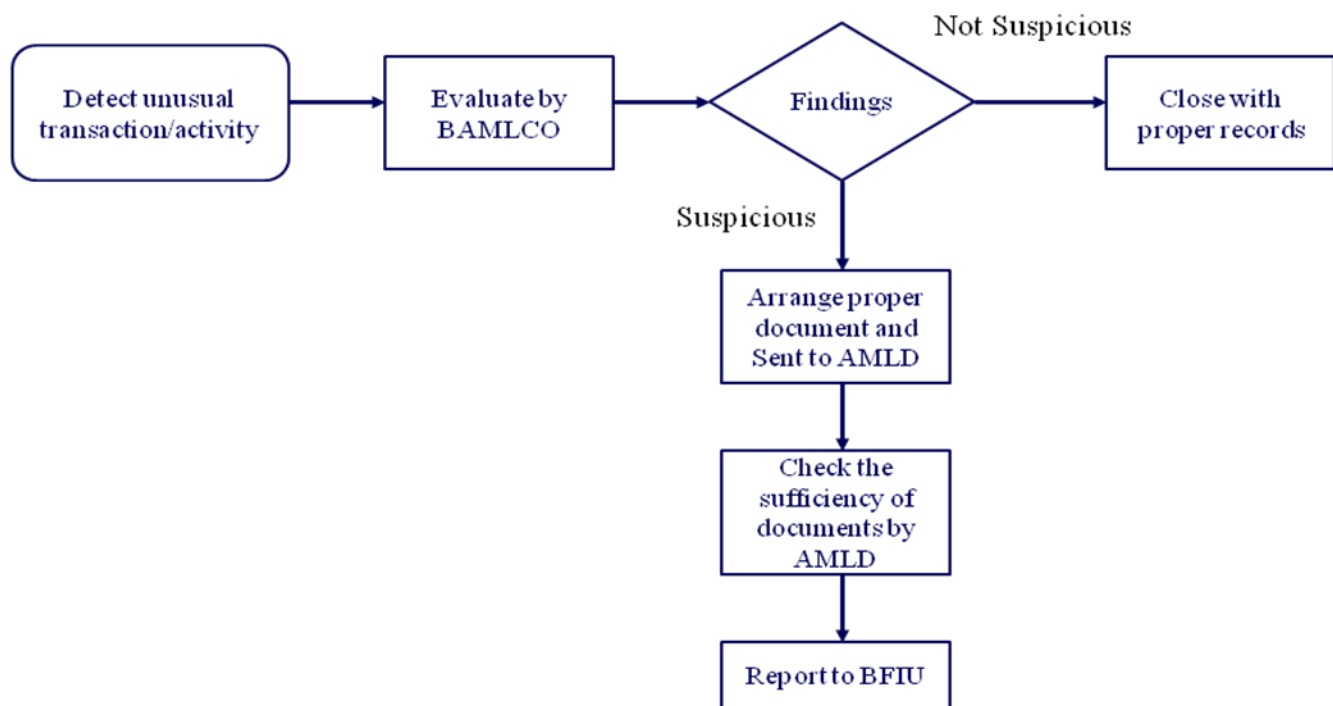 Not Suspicious
Detect unusual
transaction/activity
Evaluate by
BAMLCO
Findings
Close with
proper records
Suspicious
Arrange proper
document and
Sent to AMLD
Check the
sufficiency of
documents by
AMLD
Report to BFIU